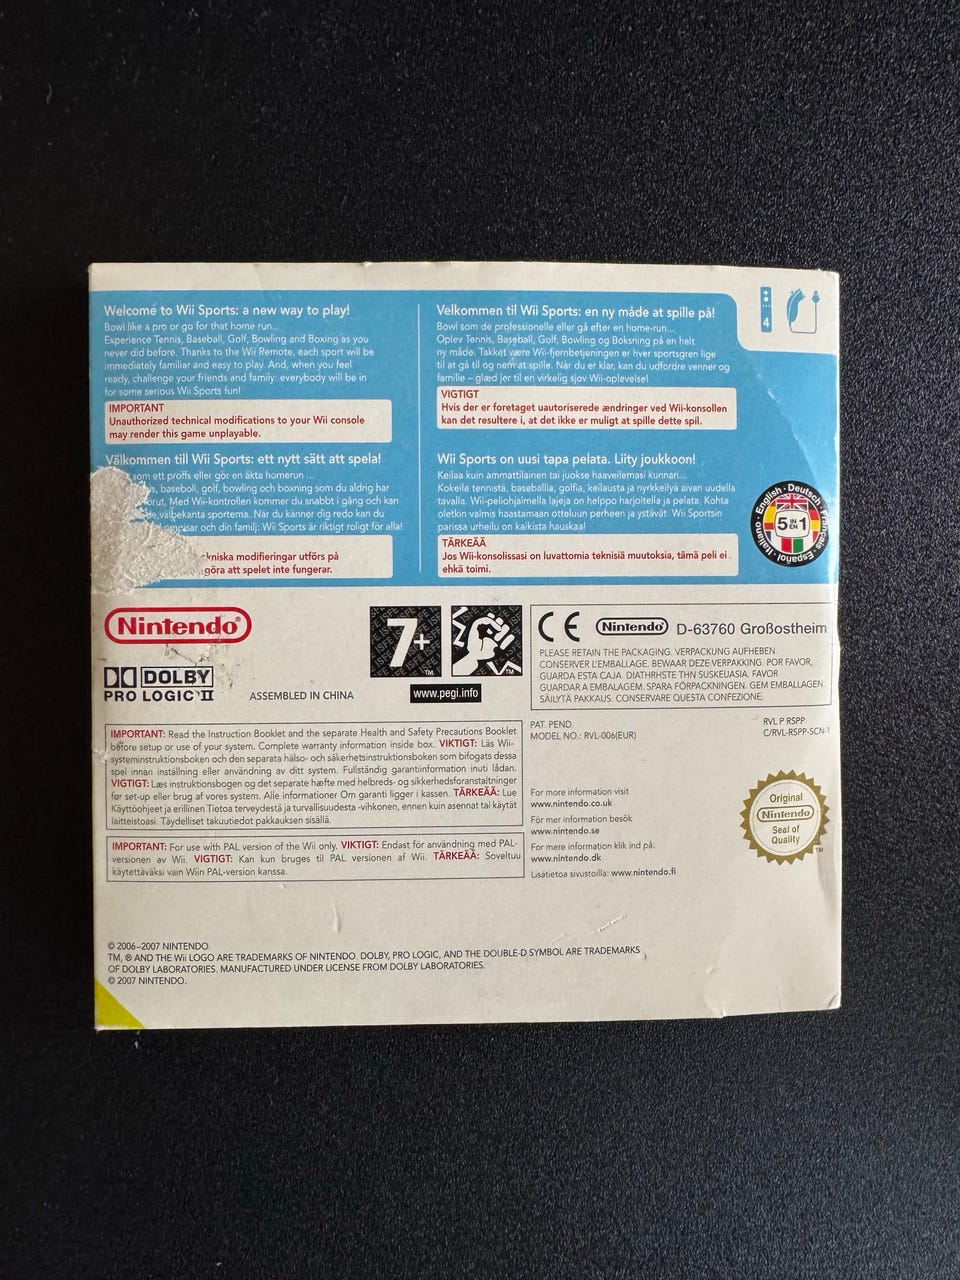 Welcome to Wii Sports: a new way to play!
Bowl like a pro or go for that home run...
Experience Tennis, Baseball, Golf, Bowling and Boxing as you
never did before. Thanks to the Wii Remote, each sport will be
immediately familiar and easy to play. And, when you feel
ready, challenge your friends and family: everybody will be in
for some serious Wii Sports fun!
IMPORTANT
Unauthorized technical modifications to your Wii console
may render this game unplayable.
Välkommen till Wii Sports: ett nytt sätt att spela!
som ett proffs eller gör en äkta homerun ...
baseboll, golf, bowling och boxning som du aldrig har
förut. Med Wii-kontrollen kommer du snabbt i gång och kan
de välbekanta sporterna. När du känner dig redo kan du
och din familj: Wii Sports är riktigt roligt för alla!
tekniska modifieringar utförs på
göra att spelet inte fungerar.
Velkommen til Wii Sports: en ny måde at spille på!
Bowl som de professionelle eller gå efter en home-run...
Oplev Tennis, Baseball, Golf, Bowling og Boksning på en helt
ny måde. Takket være Wii-fjernbetjeningen er hver sportsgren lige
til at gå til og nem at spille. Når du er klar, kan du udfordre venner og
familie – glæd jer til en virkelig sjov Wii-oplevelse!
VIGTIGT
Hvis der er foretaget uautoriserede ændringer ved Wii-konsollen
kan det resultere i, at det ikke er muligt at spille dette spil.
Wii Sports on uusi tapa pelata. Liity joukkoon!
Keilaa kuin ammattilainen tai juokse haaveilemasi kunnari...
Kokeile tennistä, baseballia, golfia, keilausta ja nyrkkeilyä aivan uudella
tavalla. Wii-peliohjaimella lajeja on helppo harjoitella ja pelata. Kohta
oletkin valmis haastamaan otteluun perheen ja ystävät. Wii Sportsin
parissa urheilu on kaikista hauskaa!
TÄRKEÄÄ
Jos Wii-konsolissasi on luvattomia teknisiä muutoksia, tämä peli ei
ehkä toimi.
4
English · Deutsch · Français · Español · Italiano
5 IN EN 1
Nintendo®
DOLBY
PRO LOGIC II
ASSEMBLED IN CHINA
7+
ISFE
TM
www.pegi.info
CE Nintendo® D-63760 Großostheim
PLEASE RETAIN THE PACKAGING. VERPACKUNG AUFHEBEN.
CONSERVER L'EMBALLAGE. BEWAAR DEZE VERPAKKING. POR FAVOR,
GUARDA ESTA CAJA. DIATHRHSTE THN SUSKEUASIA. FAVOR
GUARDAR A EMBALAGEM. SPARA FÖRPACKNINGEN. GEM EMBALLAGEN.
SÄILYTÄ PAKKAUS. CONSERVARE QUESTA CONFEZIONE.
IMPORTANT: Read the Instruction Booklet and the separate Health and Safety Precautions Booklet
before setup or use of your system. Complete warranty information inside box. VIKTIGT: Läs Wii-
systeminstruktionsboken och den separata hälso- och säkerhetsinstruktionsboken som bifogats dessa
spel innan inställning eller användning av ditt system. Fullständig garantiinformation inuti lådan.
VIGTIGT: Læs instruktionsbogen og det separate hæfte med helbreds- og sikkerhedsforanstaltninger
før set-up eller brug af vores system. Alle informationer Om garanti ligger i kassen. TÄRKEÄÄ: Lue
Käyttöohjeet ja erillinen Tietoa terveydestä ja turvallisuudesta -vihkonen, ennen kuin asennat tai käytät
laitteistoasi. Täydelliset takuutiedot pakkauksen sisällä.
IMPORTANT: For use with PAL version of the Wii only. VIKTIGT: Endast för användning med PAL-
versionen av Wii. VIGTIGT: Kan kun bruges til PAL versionen af Wii. TÄRKEÄÄ: Soveltuu
käytettäväksi vain Wiin PAL-version kanssa.
PAT. PEND.
MODEL NO.: RVL-006(EUR)
RVL P RSPP
C/RVL-RSPP-SCN-1
For more information visit
www.nintendo.co.uk
För mer information besök
www.nintendo.se
For mere information klik ind på:
www.nintendo.dk
Lisätietoa sivustoilla: www.nintendo.fi
Original
Nintendo
Seal of
Quality
TM
© 2006–2007 NINTENDO.
TM, ® AND THE Wii LOGO ARE TRADEMARKS OF NINTENDO. DOLBY, PRO LOGIC, AND THE DOUBLE-D SYMBOL ARE TRADEMARKS
OF DOLBY LABORATORIES. MANUFACTURED UNDER LICENSE FROM DOLBY LABORATORIES.
© 2007 NINTENDO.